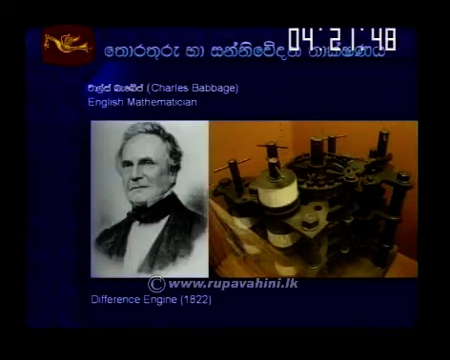 04:21:48
තොරතුරු හා සන්නිවේදන තාක්ෂණය
චාල්ස් බැබේජ් (Charles Babbage)
English Mathematician
© www.rupavahini.lk
Difference Engine (1822)